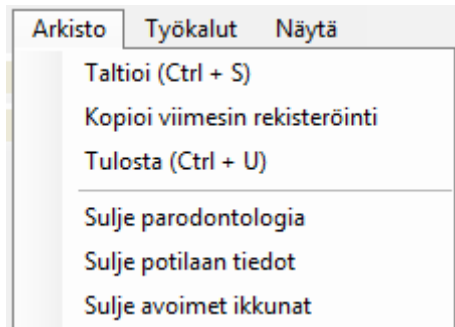 Arkisto Työkalut Näytä
Taltioi (Ctrl + S)
Kopioi viimesin rekisteröinti
Tulosta (Ctrl + U)
Sulje parodontologia
Sulje potilaan tiedot
Sulje avoimet ikkunat